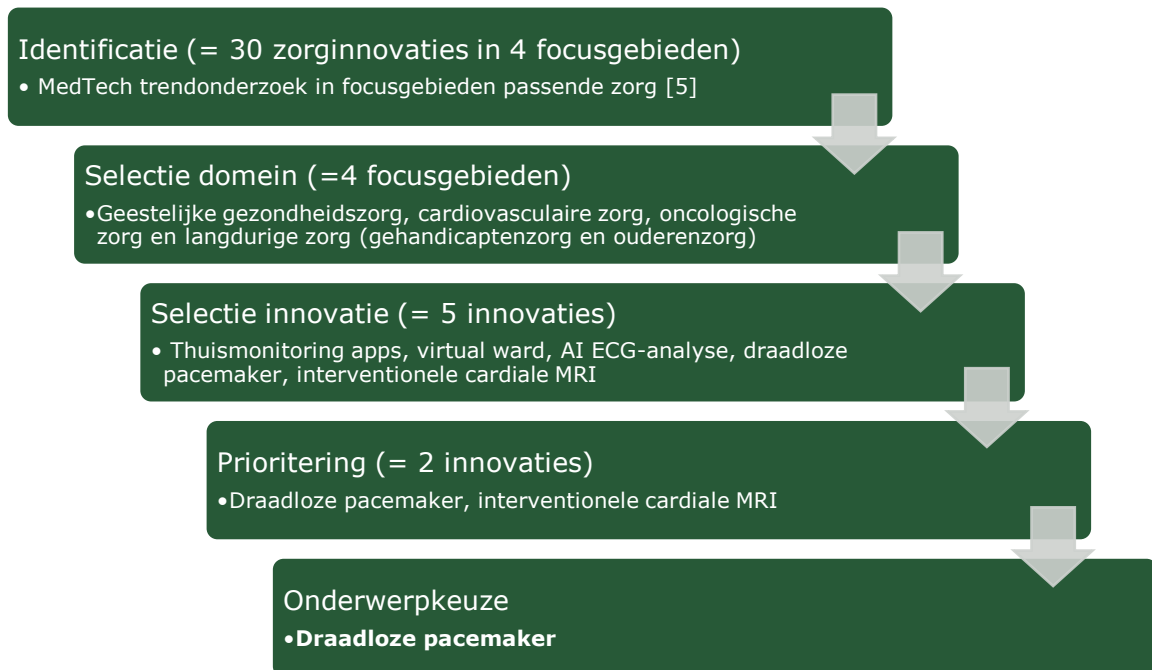 Identificatie (= 30 zorginnovaties in 4 focusgebieden)
• MedTech trendonderzoek in focusgebieden passende zorg [5]
Selectie domein (=4 focusgebieden)
•Geestelijke gezondheidszorg, cardiovasculaire zorg, oncologische
zorg en langdurige zorg (gehandicaptenzorg en ouderenzorg)
Selectie innovatie (= 5 innovaties)
• Thuismonitoring apps, virtual ward, AI ECG-analyse, draadloze
pacemaker, interventionele cardiale MRI
Prioritering (= 2 innovaties)
•Draadloze pacemaker, interventionele cardiale MRI
Onderwerpkeuze
•Draadloze pacemaker